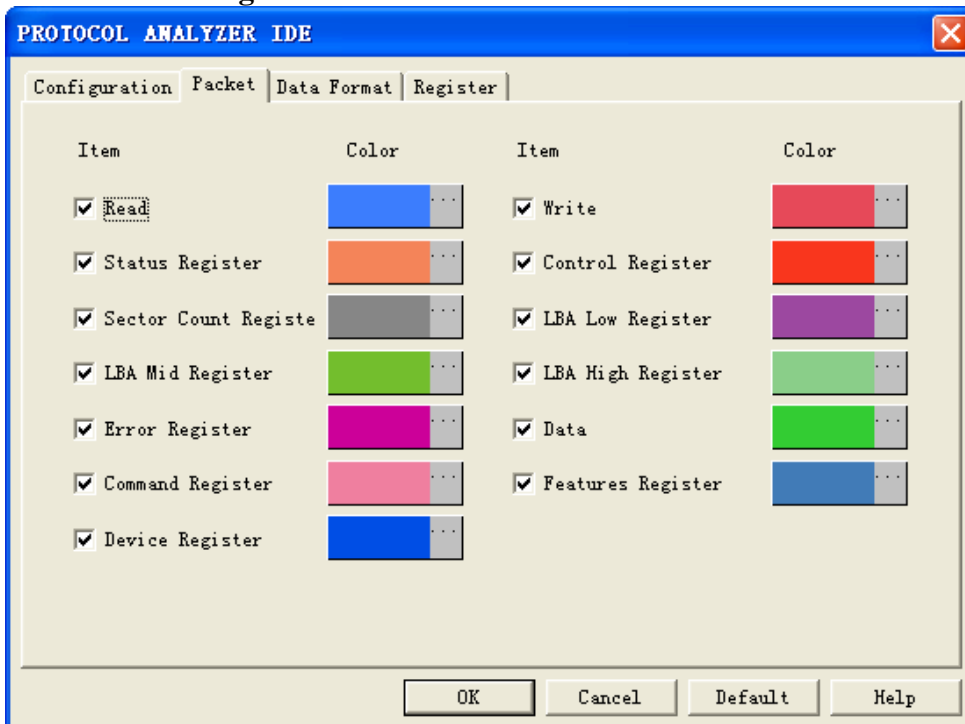 PROTOCOL ANALYZER IDE
Configuration Packet Data Format Register
Item Color Item Color
Read ... Write ...
Status Register ... Control Register ...
Sector Count Registe ... LBA Low Register ...
LBA Mid Register ... LBA High Register ...
Error Register ... Data ...
Command Register ... Features Register ...
Device Register ...
OK Cancel Default Help